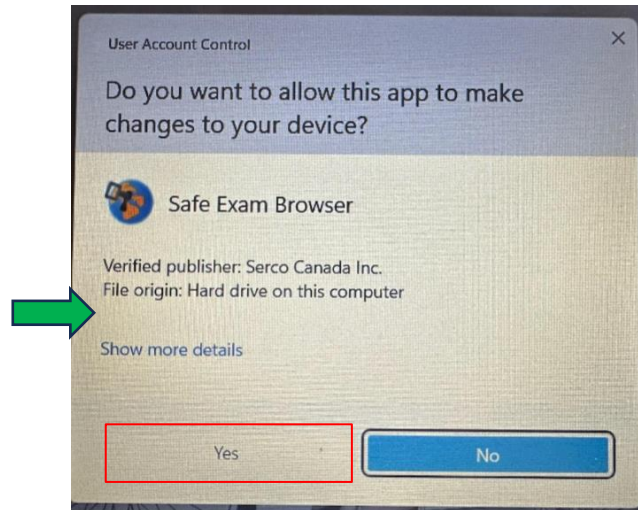 User Account Control
Do you want to allow this app to make
changes to your device?
Safe Exam Browser
Verified publisher: Serco Canada Inc.
File origin: Hard drive on this computer
Show more details
Yes
No